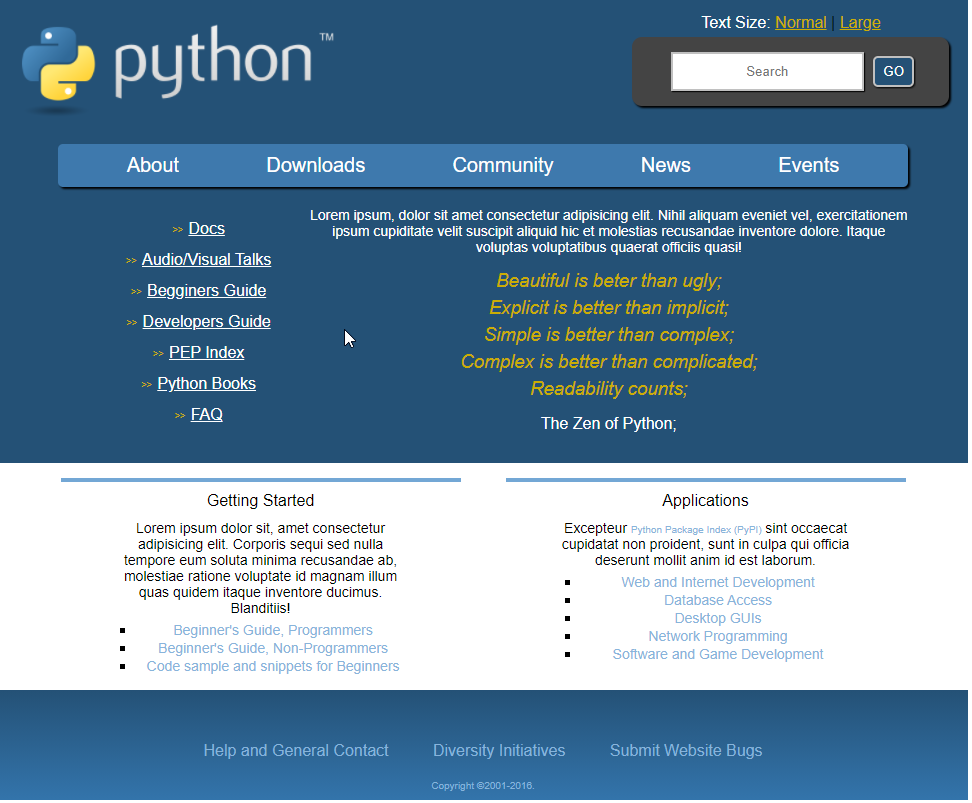 python™
Text Size: Normal | Large
Search
GO
About Downloads Community News Events
>> Docs
>> Audio/Visual Talks
>> Begginers Guide
>> Developers Guide
>> PEP Index
>> Python Books
>> FAQ
Lorem ipsum, dolor sit amet consectetur adipisicing elit. Nihil aliquam eveniet vel, exercitationem
ipsum cupiditate velit suscipit aliquid hic et molestias recusandae inventore dolore. Itaque
voluptas voluptatibus quaerat officiis quasi!
Beautiful is beter than ugly;
Explicit is better than implicit;
Simple is better than complex;
Complex is better than complicated;
Readability counts;
The Zen of Python;
Getting Started
Lorem ipsum dolor sit, amet consectetur
adipisicing elit. Corporis sequi sed nulla
tempore eum soluta minima recusandae ab,
molestiae ratione voluptate id magnam illum
quas quidem itaque inventore ducimus.
Blanditiis!
Beginner's Guide, Programmers
Beginner's Guide, Non-Programmers
Code sample and snippets for Beginners
Applications
Excepteur Python Package Index (PyPI) sint occaecat
cupidatat non proident, sunt in culpa qui officia
deserunt mollit anim id est laborum.
Web and Internet Development
Database Access
Desktop GUIs
Network Programming
Software and Game Development
Help and General Contact Diversity Initiatives Submit Website Bugs
Copyright ©2001-2016.